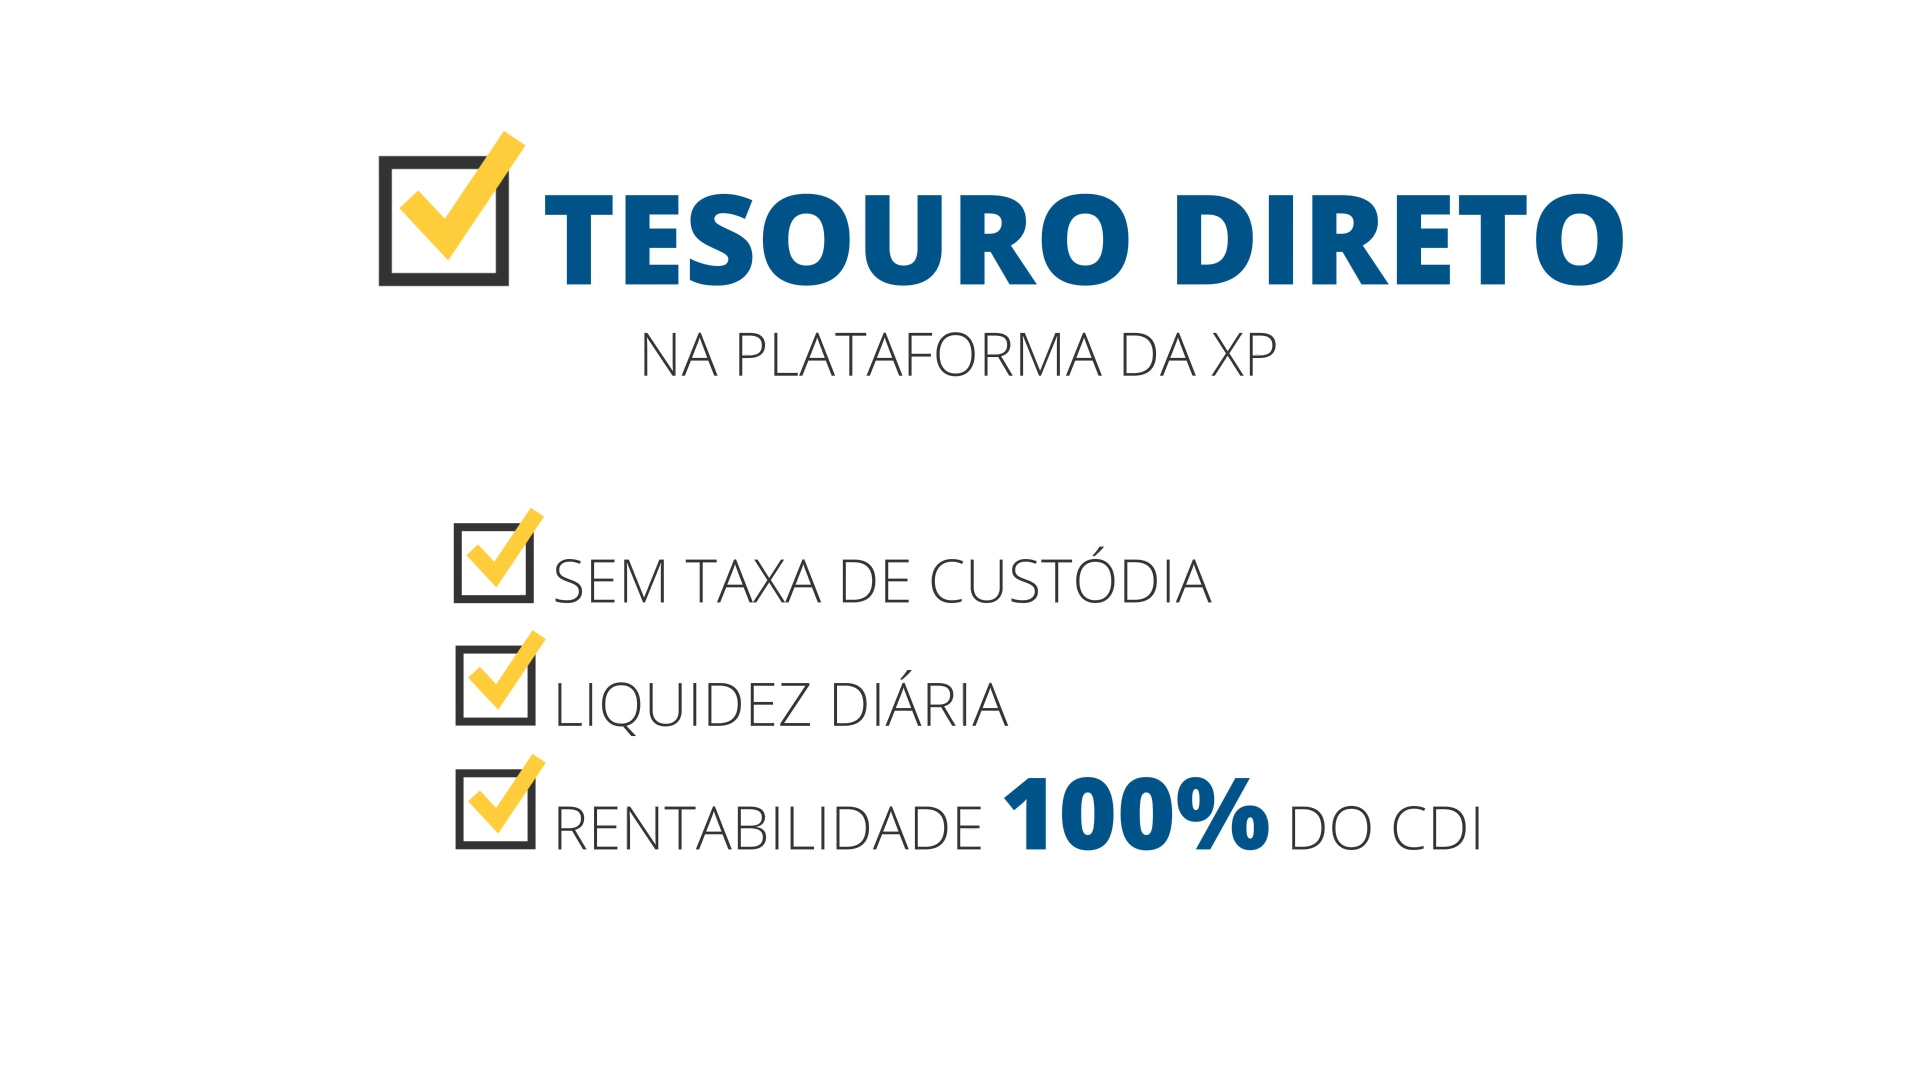 TESOURO DIRETO
NA PLATAFORMA DA XP
SEM TAXA DE CUSTÓDIA
LIQUIDEZ DIÁRIA
RENTABILIDADE 100% DO CDI